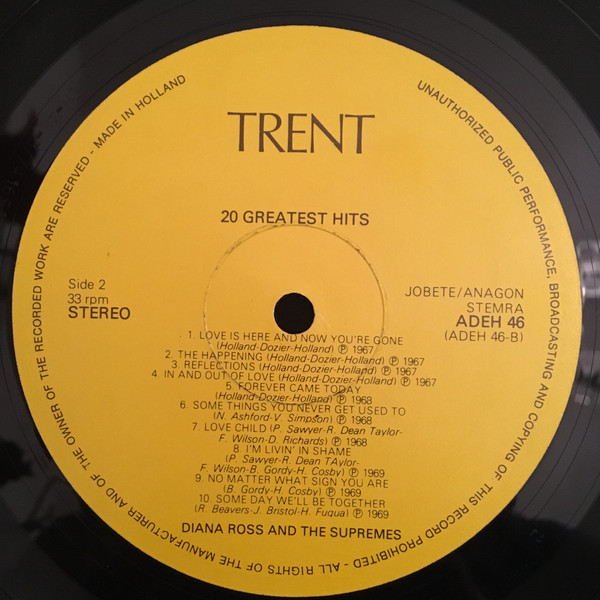 TRENT
20 GREATEST HITS
Side 2
33 rpm
STEREO
JOBETE/ANAGON
STEMRA
ADEH 46
(ADEH 46-B)
1. LOVE IS HERE AND NOW YOU'RE GONE
(Holland-Dozier-Holland) ℗ 1967
2. THE HAPPENING (Holland-Dozier-Holland) ℗ 1967
3. REFLECTIONS (Holland-Dozier-Holland) ℗ 1967
4. IN AND OUT OF LOVE (Holland-Dozier-Holland) ℗ 1967
5. FOREVER CAME TODAY
(Holland-Dozier-Holland) ℗ 1968
6. SOME THINGS YOU NEVER GET USED TO
(N. Ashford-V. Simpson) ℗ 1968
7. LOVE CHILD (P. Sawyer-R. Dean Taylor-
F. Wilson-D. Richards) ℗ 1968
8. I'M LIVIN' IN SHAME
(P. Sawyer-R. Dean TAylor-
F. Wilson-B. Gordy-H. Cosby) ℗ 1969
9. NO MATTER WHAT SIGN YOU ARE
(B. Gordy-H. Cosby) ℗ 1969
10. SOME DAY WE'LL BE TOGETHER
(R. Beavers-J. Bristol-H. Fuqua) ℗ 1969
DIANA ROSS AND THE SUPREMES
UNAUTHORIZED PUBLIC PERFORMANCE, BROADCASTING AND COPYING OF THIS RECORD PROHIBITED - ALL RIGHTS OF THE MANUFACTURER AND OF THE OWNER OF THE RECORDED WORK ARE RESERVED - MADE IN HOLLAND